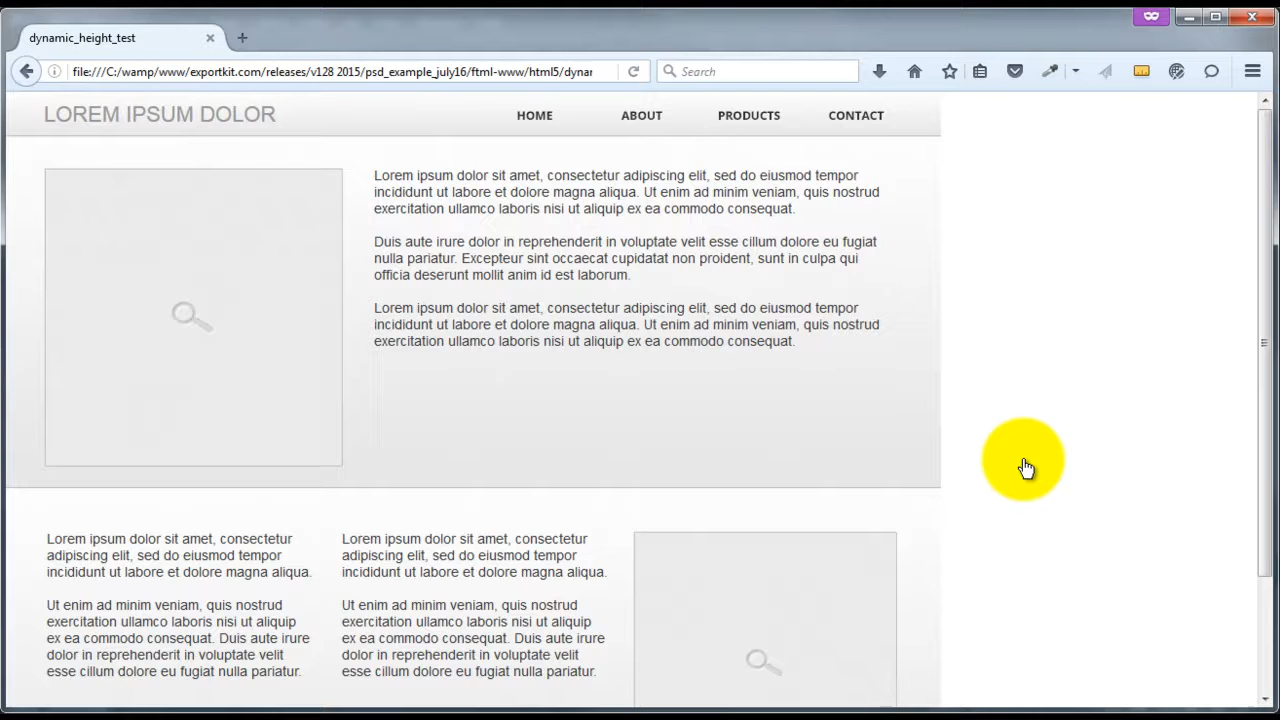 dynamic_height_test
file:///C:/wamp/www/exportkit.com/releases/v128 2015/psd_example_july16/ftml-www/html5/dynar
Search
LOREM IPSUM DOLOR
HOME
ABOUT
PRODUCTS
CONTACT
Lorem ipsum dolor sit amet, consectetur adipiscing elit, sed do eiusmod tempor
incididunt ut labore et dolore magna aliqua. Ut enim ad minim veniam, quis nostrud
exercitation ullamco laboris nisi ut aliquip ex ea commodo consequat.
Duis aute irure dolor in reprehenderit in voluptate velit esse cillum dolore eu fugiat
nulla pariatur. Excepteur sint occaecat cupidatat non proident, sunt in culpa qui
officia deserunt mollit anim id est laborum.
Lorem ipsum dolor sit amet, consectetur adipiscing elit, sed do eiusmod tempor
incididunt ut labore et dolore magna aliqua. Ut enim ad minim veniam, quis nostrud
exercitation ullamco laboris nisi ut aliquip ex ea commodo consequat.
Lorem ipsum dolor sit amet, consectetur
adipiscing elit, sed do eiusmod tempor
incididunt ut labore et dolore magna aliqua.
Ut enim ad minim veniam, quis nostrud
exercitation ullamco laboris nisi ut aliquip
ex ea commodo consequat. Duis aute irure
dolor in reprehenderit in voluptate velit
esse cillum dolore eu fugiat nulla pariatur.
Lorem ipsum dolor sit amet, consectetur
adipiscing elit, sed do eiusmod tempor
incididunt ut labore et dolore magna aliqua.
Ut enim ad minim veniam, quis nostrud
exercitation ullamco laboris nisi ut aliquip
ex ea commodo consequat. Duis aute irure
dolor in reprehenderit in voluptate velit
esse cillum dolore eu fugiat nulla pariatur.